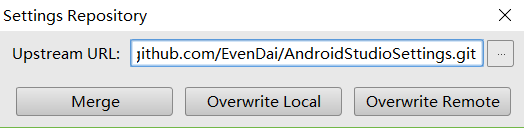 Settings Repository
Upstream URL: github.com/EvenDai/AndroidStudioSettings.git ...
Merge Overwrite Local Overwrite Remote